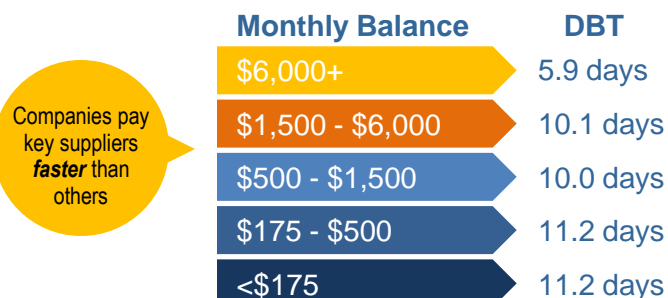 Monthly Balance DBT
$6,000+ 5.9 days
Companies pay
key suppliers
faster than
others
$1,500 - $6,000 10.1 days
$500 - $1,500 10.0 days
$175 - $500 11.2 days
<$175 11.2 days